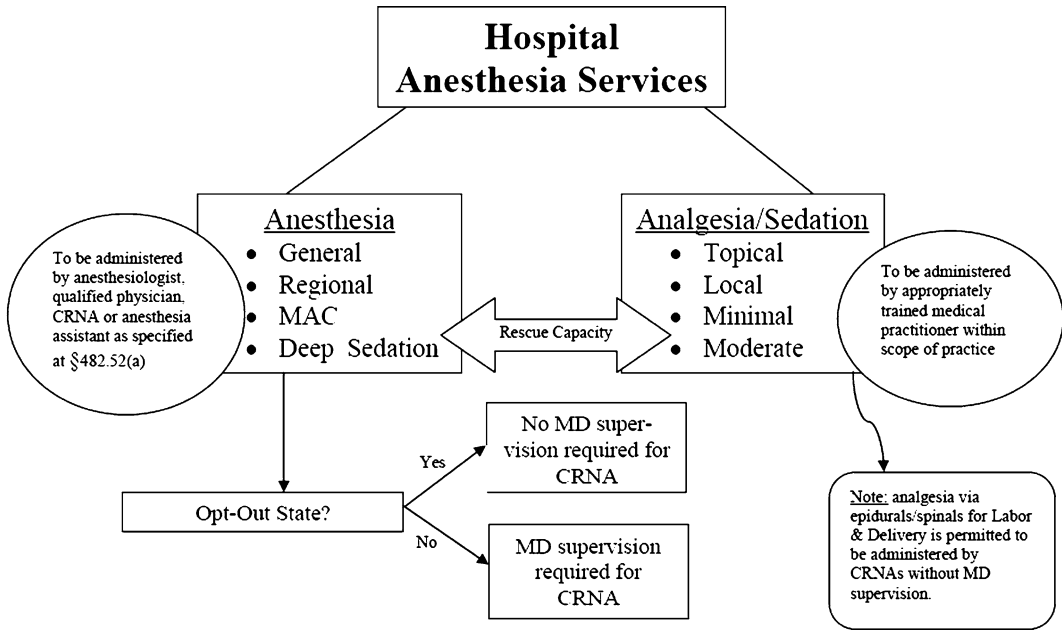 Hospital
Anesthesia Services
Anesthesia
• General
• Regional
• MAC
• Deep Sedation
To be administered
by anesthesiologist,
qualified physician,
CRNA or anesthesia
assistant as specified
at §482.52(a)
Rescue Capacity
Analgesia/Sedation
• Topical
• Local
• Minimal
• Moderate
To be administered
by appropriately
trained medical
practitioner within
scope of practice
Opt-Out State?
Yes
No MD super-
vision required for
CRNA
No
MD supervision
required for
CRNA
Note: analgesia via
epidurals/spinals for Labor
& Delivery is permitted to
be administered by
CRNAs without MD
supervision.